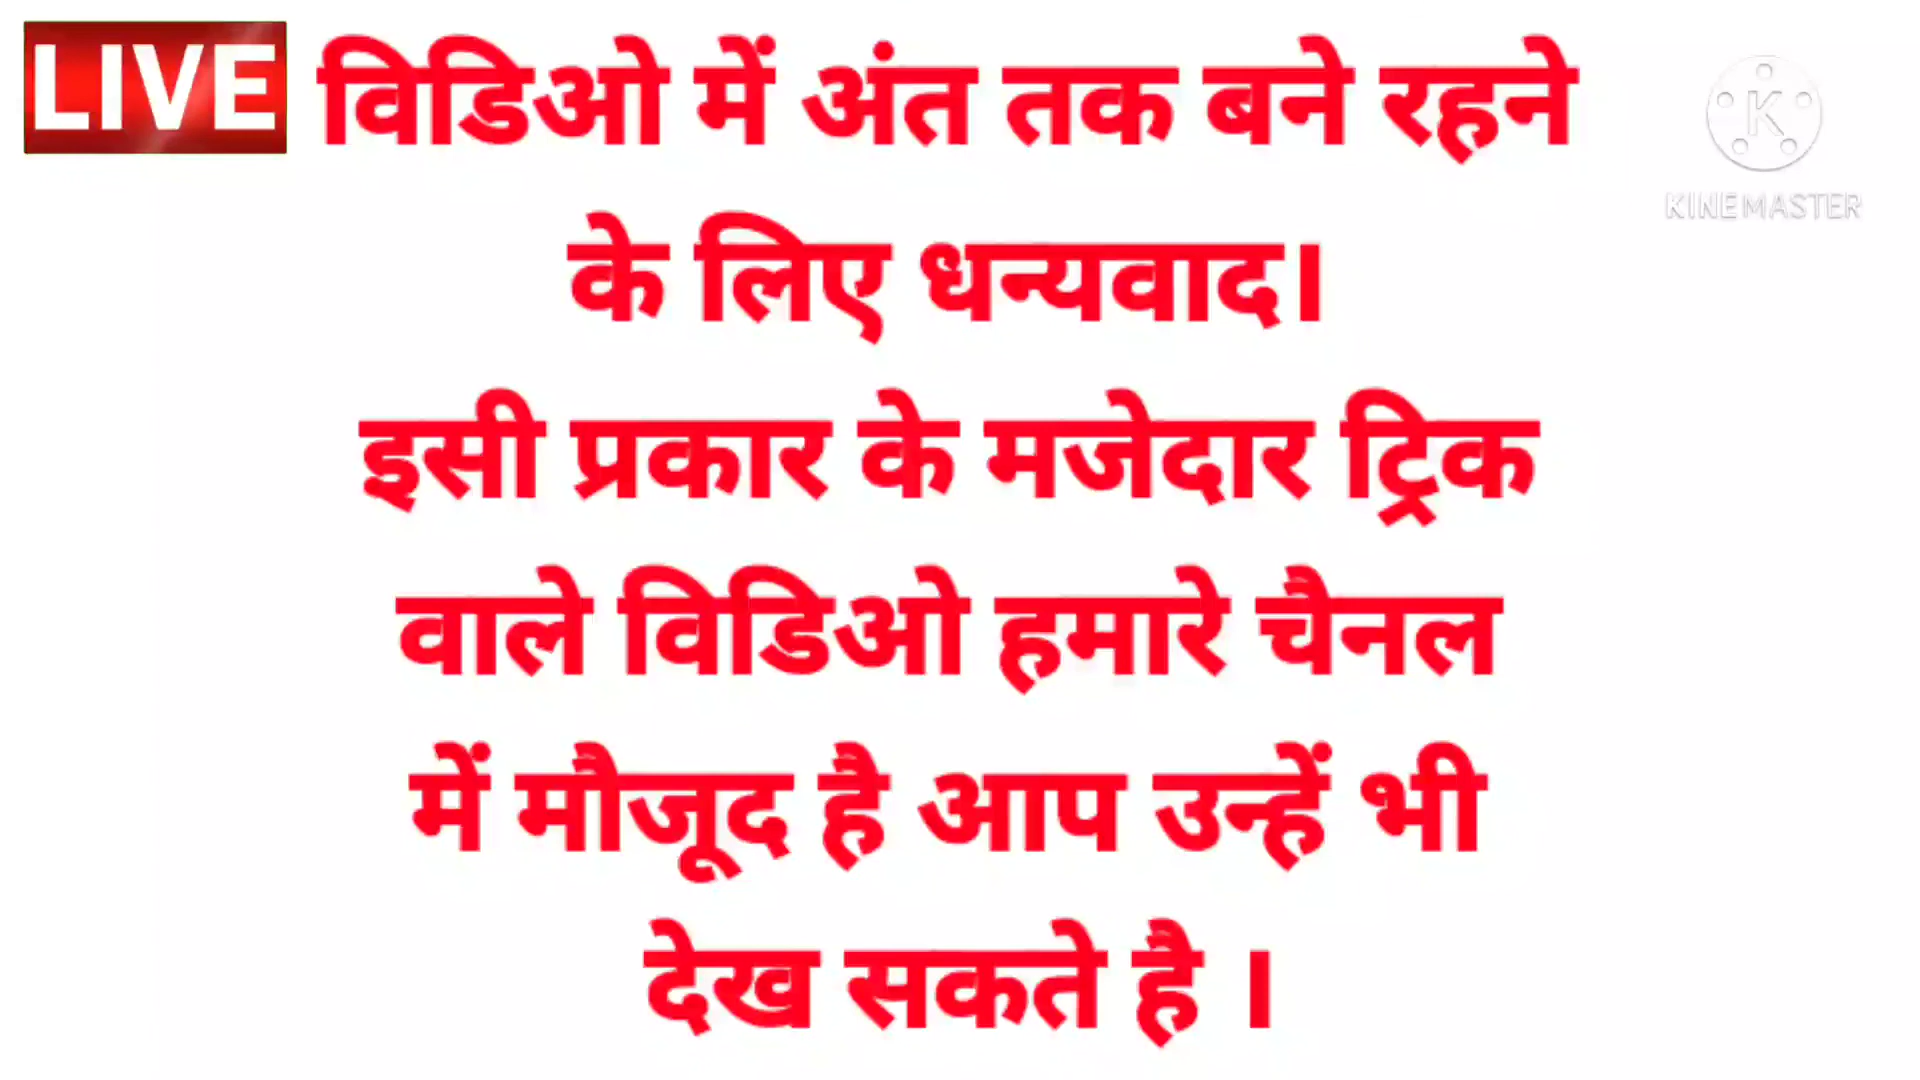 LIVE विडिओ में अंत तक बने रहने
के लिए धन्यवाद।
इसी प्रकार के मजेदार ट्रिक
वाले विडिओ हमारे चैनल
में मौजूद है आप उन्हें भी
देख सकते है ।
K
KINEMASTER